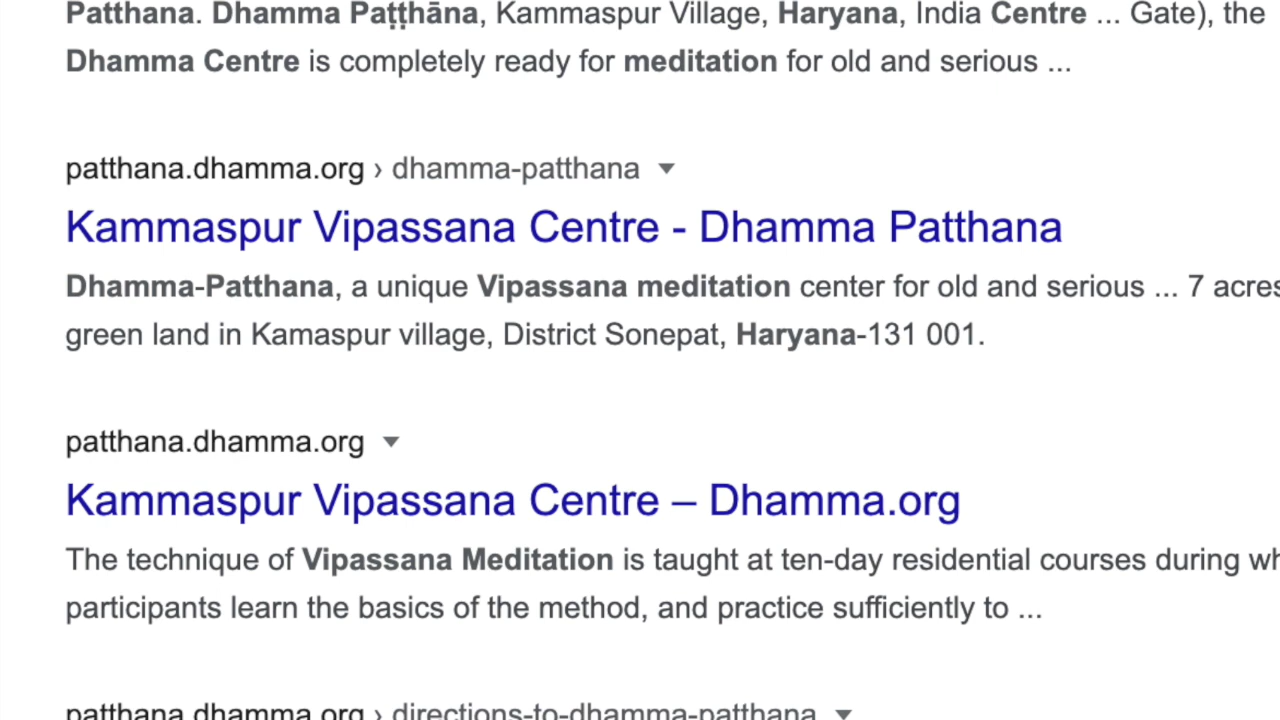 Patthana. Dhamma Paṭṭhāna, Kammaspur Village, Haryana, India Centre ... Gate), the
Dhamma Centre is completely ready for meditation for old and serious ...
patthana.dhamma.org › dhamma-patthana
Kammaspur Vipassana Centre - Dhamma Patthana
Dhamma-Patthana, a unique Vipassana meditation center for old and serious ... 7 acres
green land in Kamaspur village, District Sonepat, Haryana-131 001.
patthana.dhamma.org
Kammaspur Vipassana Centre – Dhamma.org
The technique of Vipassana Meditation is taught at ten-day residential courses during
participants learn the basics of the method, and practice sufficiently to ...
patthana.dhamma.org › directions-to-dhamma-patthana